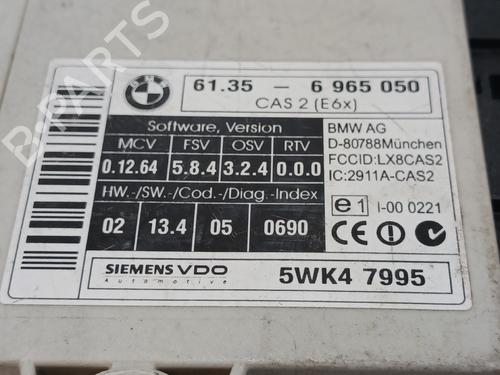 B-PARTS
BMW
61.35 - 6 965 050
CAS 2 (E6x)
Software, Version
MCV FSV OSV RTV
0.12.64 5.8.4 3.2.4 0.0.0
HW.-/SW.-/Cod.-/Diag.-Index
02 13.4 05 0690
BMW AG
D-80788München
FCCID:LX8CAS2
IC:2911A-CAS2
e1 I-00 0221
CE
SIEMENS VDO
Automotive
5WK4 7995